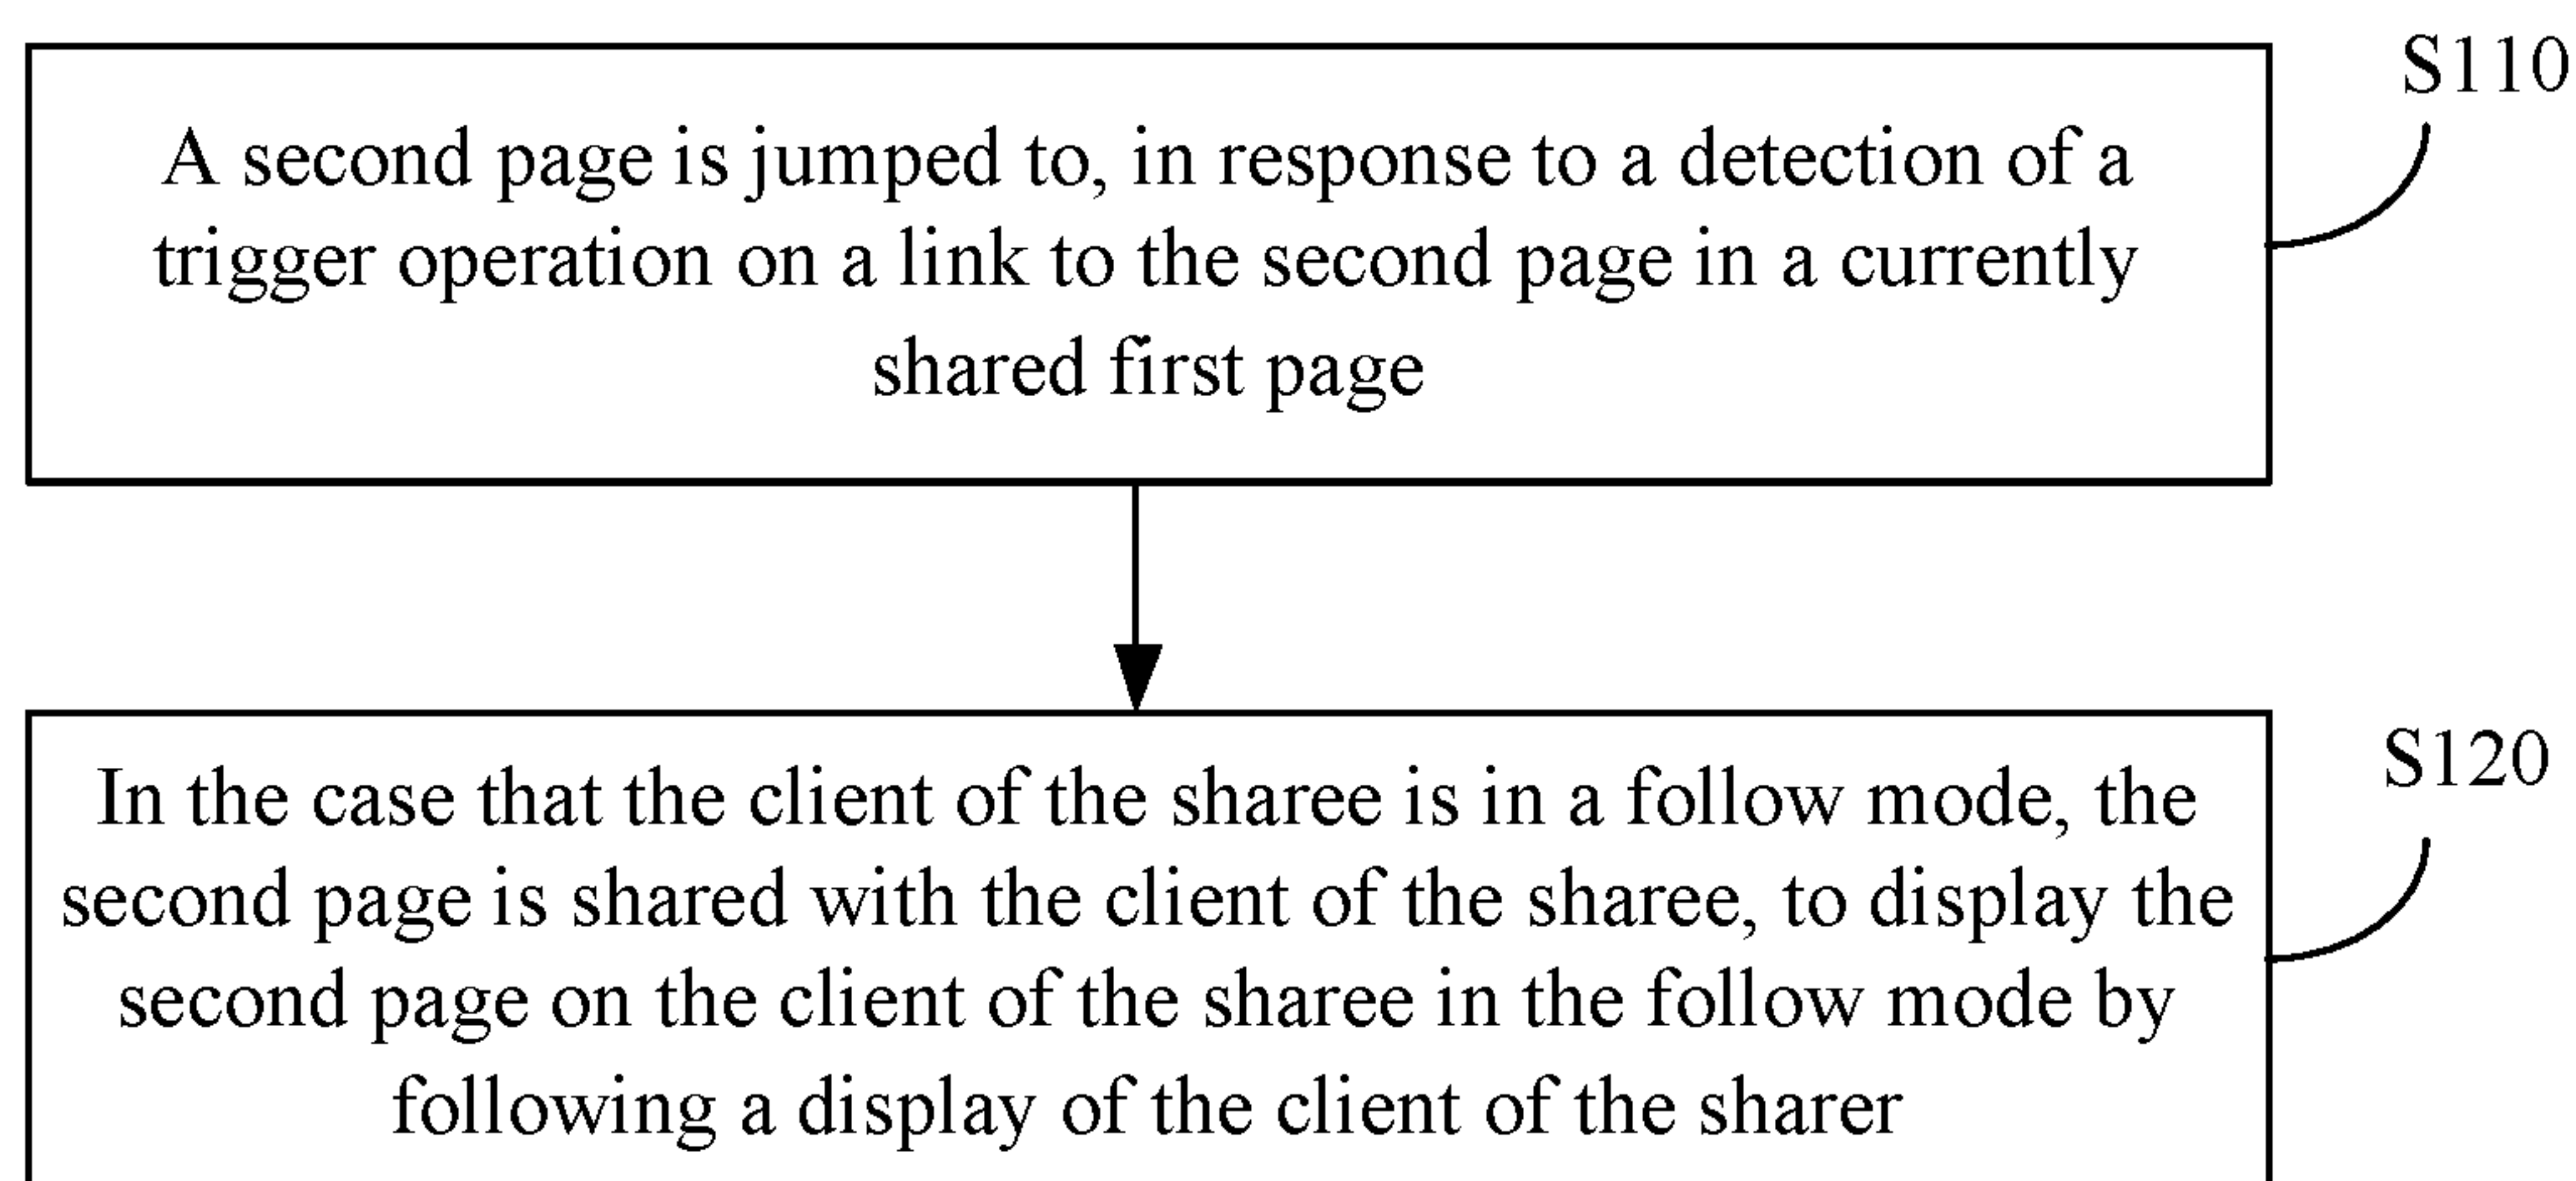 S110
A second page is jumped to, in response to a detection of a
trigger operation on a link to the second page in a currently
shared first page
S120
In the case that the client of the sharee is in a follow mode, the
second page is shared with the client of the sharee, to display the
second page on the client of the sharee in the follow mode by
following a display of the client of the sharer